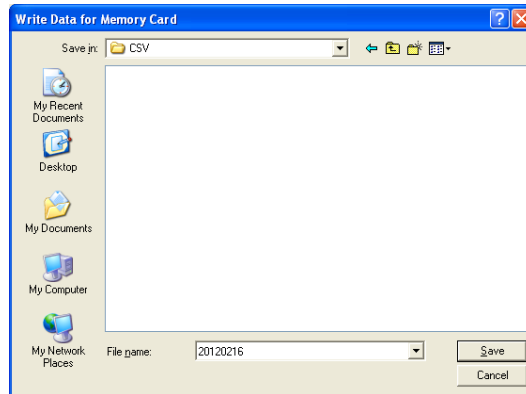 Write Data for Memory Card
Save in: CSV
My Recent
Documents
Desktop
My Documents
My Computer
My Network
Places
File name: 20120216
Save
Cancel